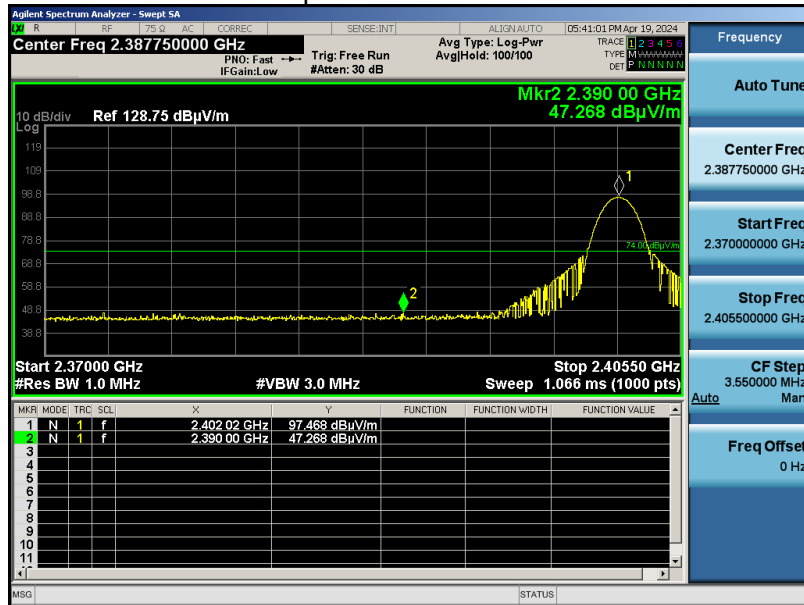 Agilent Spectrum Analyzer - Swept SA
LXI R RF 75 Ω AC CORREC SENSE:INT ALIGN AUTO 05:41:01 PM Apr 19, 2024
Center Freq 2.387750000 GHz
PNO: Fast
IFGain:Low
Trig: Free Run
#Atten: 30 dB
Avg Type: Log-Pwr
Avg|Hold: 100/100
TRACE 1 2 3 4 5 6
TYPE M
DET P N N N N N
Mkr2 2.390 00 GHz
47.268 dBµV/m
10 dB/div Ref 128.75 dBµV/m
Log
119
109
98.8
88.8
78.8
68.8
58.8
48.8
38.8
1
74.00 dBµV/m
2
Start 2.37000 GHz Stop 2.40550 GHz
#Res BW 1.0 MHz #VBW 3.0 MHz Sweep 1.066 ms (1000 pts)
MKR MODE TRC SCL X Y FUNCTION FUNCTION WIDTH FUNCTION VALUE
1 N 1 f 2.402 02 GHz 97.468 dBµV/m
2 N 1 f 2.390 00 GHz 47.268 dBµV/m
3
4
5
6
7
8
9
10
11
MSG STATUS
Frequency
Auto Tune
Center Freq
2.387750000 GHz
Start Freq
2.370000000 GHz
Stop Freq
2.405500000 GHz
CF Step
3.550000 MHz
Auto Man
Freq Offset
0 Hz